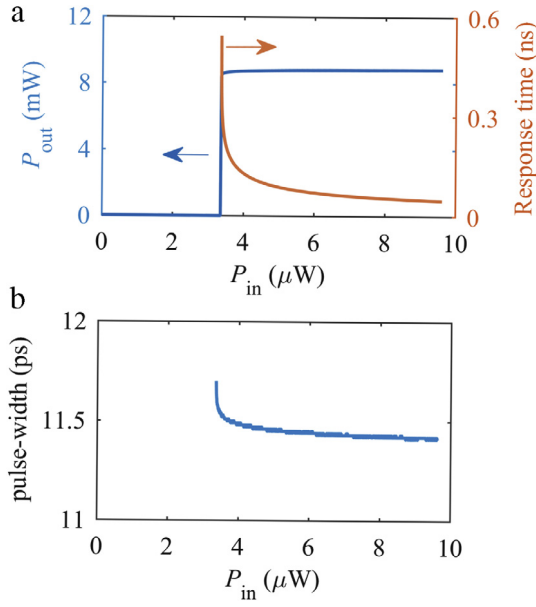 a
P_out (mW)
12
8
4
0
0.6
0.3
0
Response time (ns)
0 2 4 6 8 10
P_in (μW)
b
pulse-width (ps)
12
11.5
11
0 2 4 6 8 10
P_in (μW)